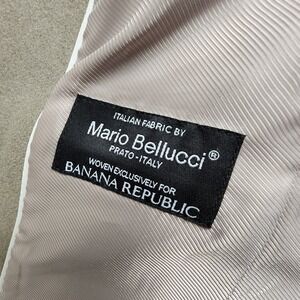 ITALIAN FABRIC BY
Mario Bellucci®
PRATO-ITALY
WOVEN EXCLUSIVELY FOR
BANANA REPUBLIC